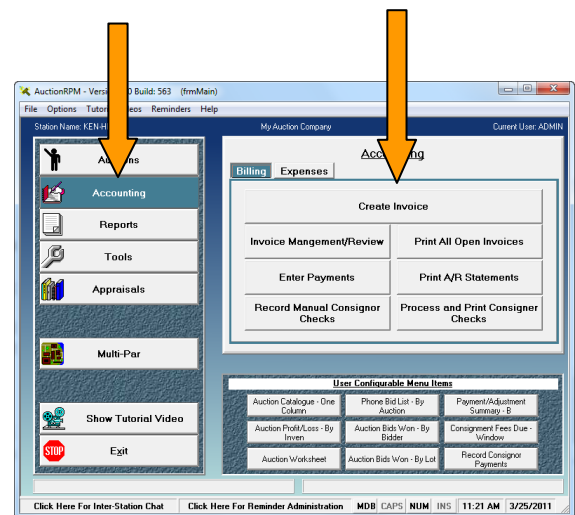 AuctionRPM - Versi 0 Build: 563 (frmMain)
File Options Tutor eos Reminders Help
Station Name: KEN-H
My Auction Company
Current User: ADMIN
Accounting
Reports
Tools
Appraisals
Multi-Par
Show Tutorial Video
STOP
Exit
Acc ng
Billing Expenses
Create Invoice
Invoice Mangement/Review
Print All Open Invoices
Enter Payments
Print A/R Statements
Record Manual Consignor
Checks
Process and Print Consigner
Checks
User Configurable Menu Items
Auction Catalogue - One
Column
Phone Bid List - By
Auction
Payment/Adjustment
Summary - B
Auction Profit/Loss - By
Inven
Auction Bids Won - By
Bidder
Consignment Fees Due -
Window
Auction Worksheet
Auction Bids Won - By Lot
Record Consignor
Payments
Click Here For Inter-Station Chat Click Here For Reminder Administration MDB CAPS NUM INS 11:21 AM 3/25/2011